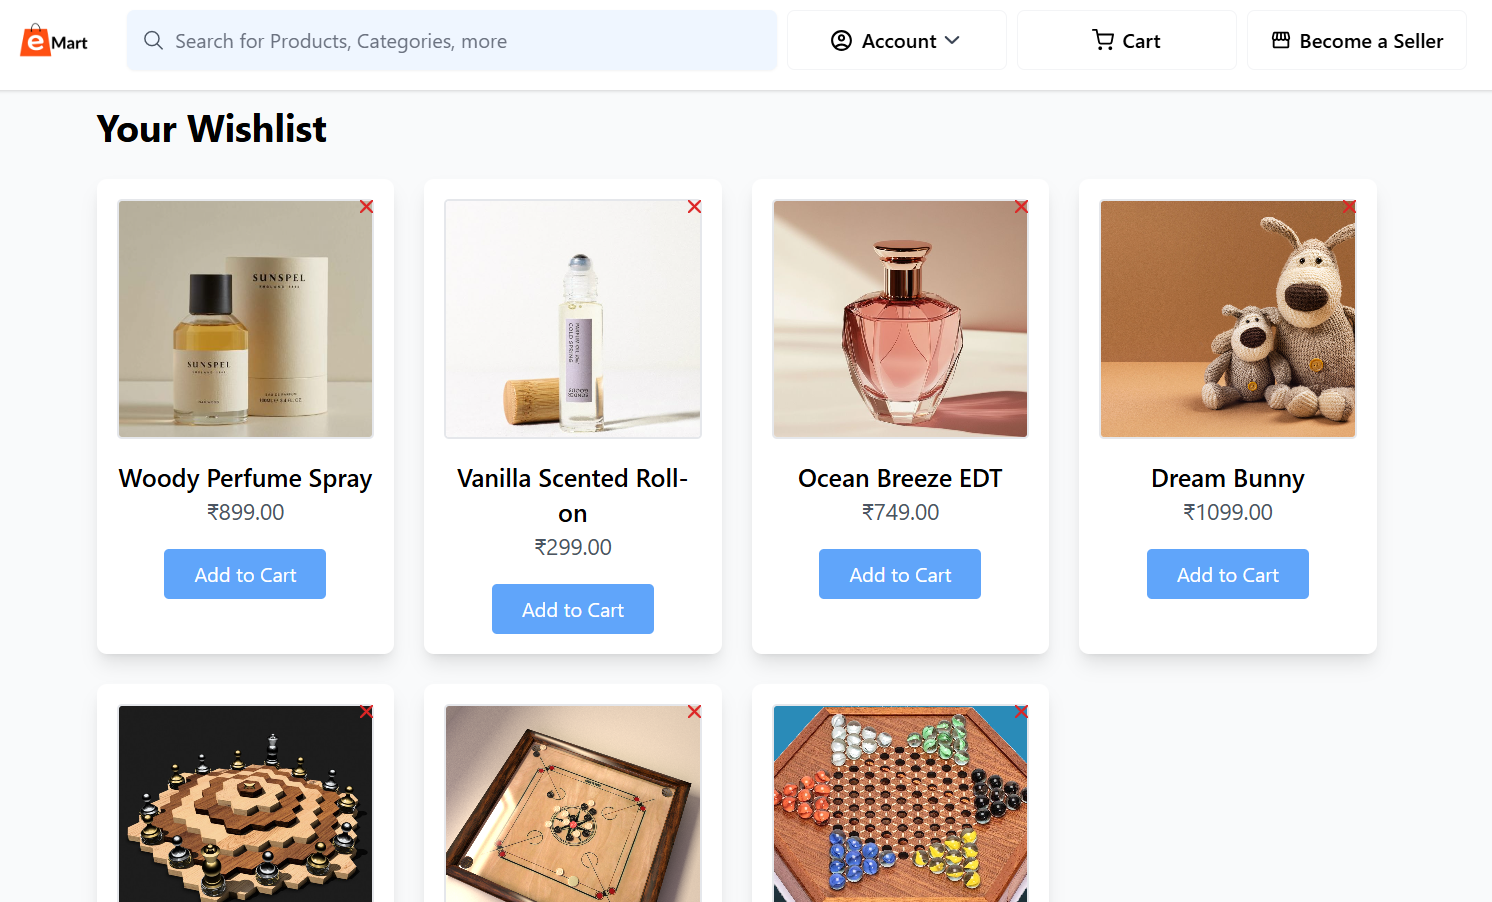 e Mart
Search for Products, Categories, more
Account
Cart
Become a Seller
Your Wishlist
SUNSPEL
SUNSPEL
Woody Perfume Spray
₹899.00
Add to Cart
Vanilla Scented Roll-
on
₹299.00
Add to Cart
Ocean Breeze EDT
₹749.00
Add to Cart
Dream Bunny
₹1099.00
Add to Cart